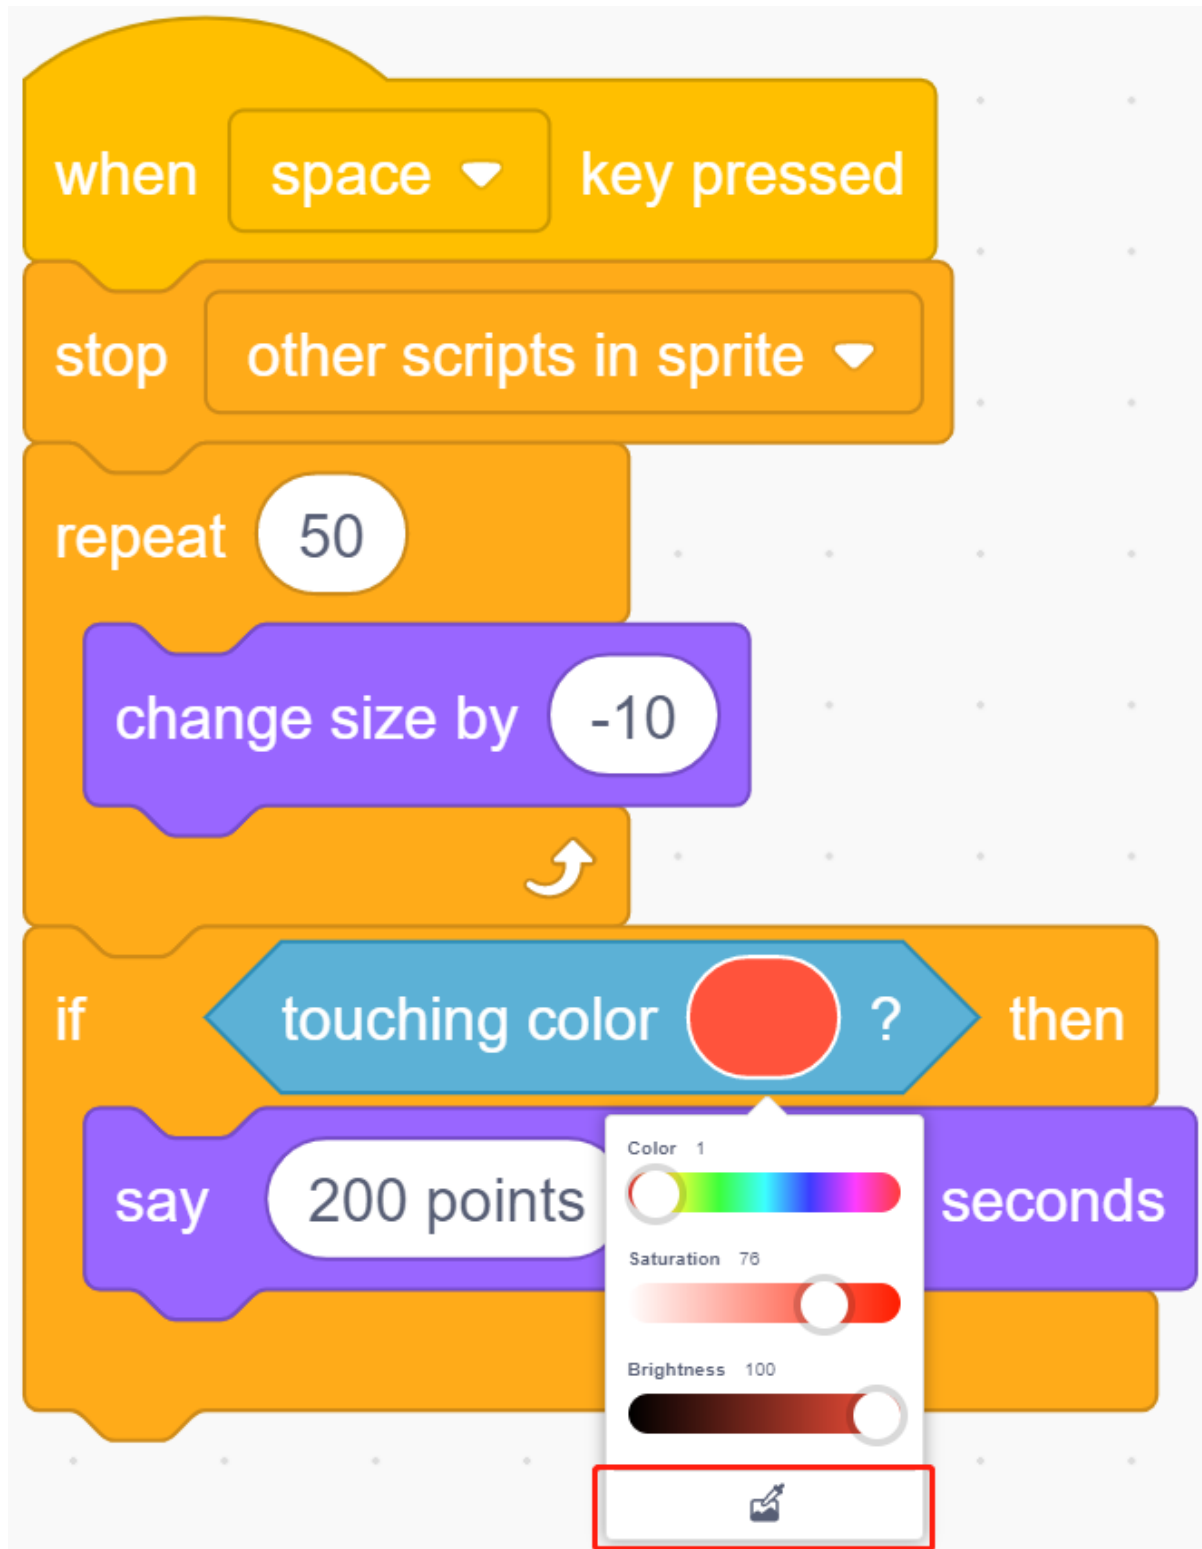 when space key pressed
stop other scripts in sprite
repeat 50
change size by -10
if touching color ? then
say 200 points seconds
Color 1
Saturation 76
Brightness 100